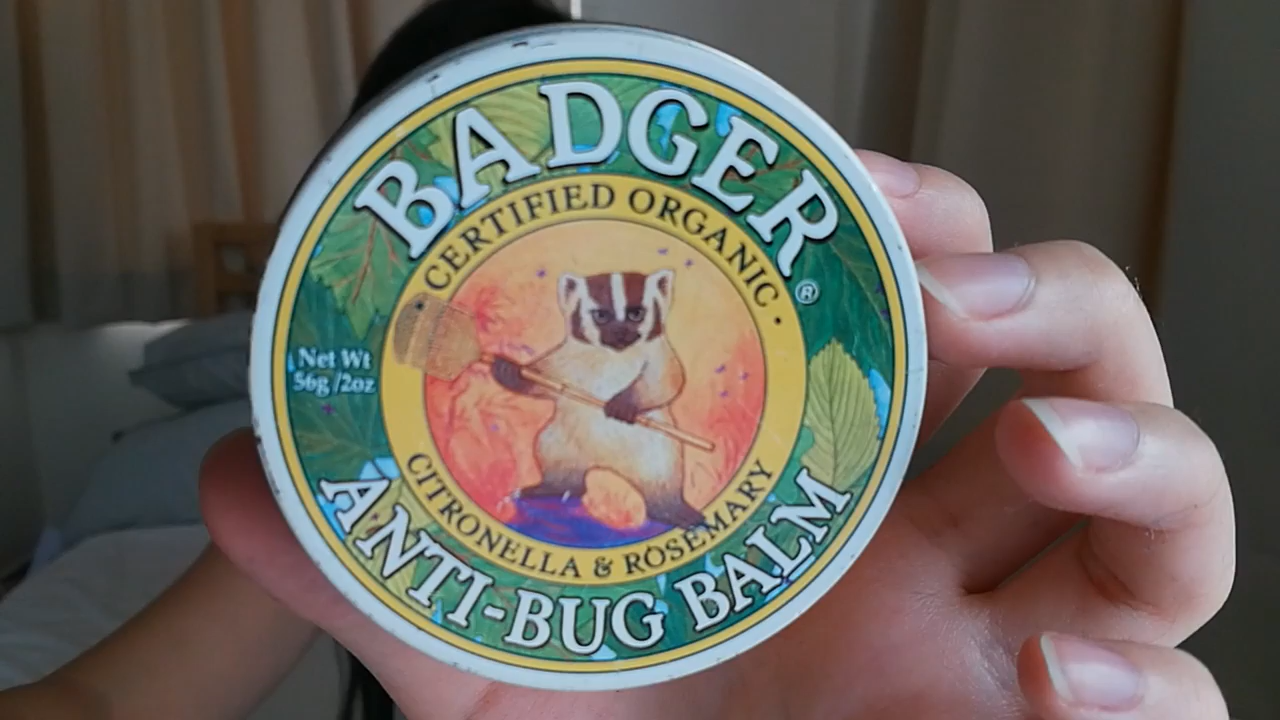 BADGER®
CERTIFIED ORGANIC •
Net Wt
56g /2oz
CITRONELLA & ROSEMARY
ANTI-BUG BALM